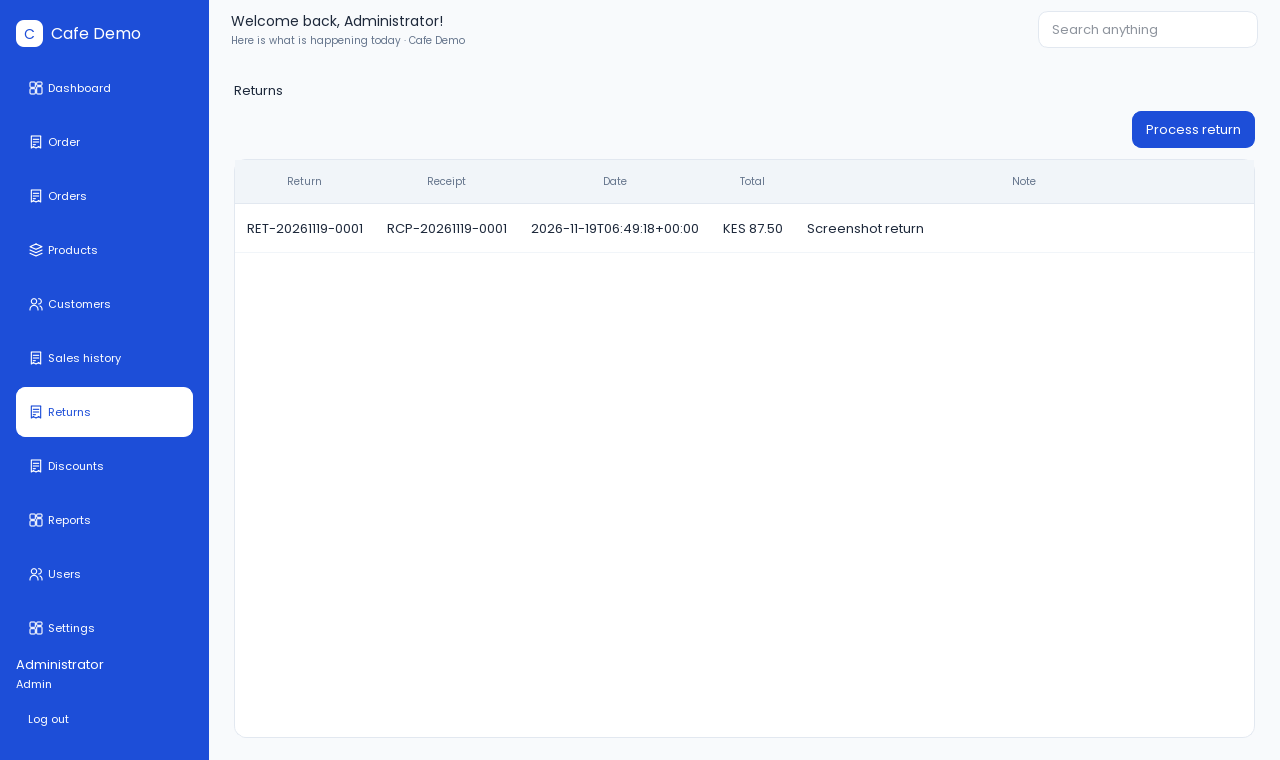 C
Cafe Demo
Dashboard
Order
Orders
Products
Customers
Sales history
Returns
Discounts
Reports
Users
Settings
Administrator
Admin
Log out
Welcome back, Administrator!
Here is what is happening today · Cafe Demo
Search anything
Returns
Process return
Return Receipt Date Total Note
RET-20261119-0001 RCP-20261119-0001 2026-11-19T06:49:18+00:00 KES 87.50 Screenshot return